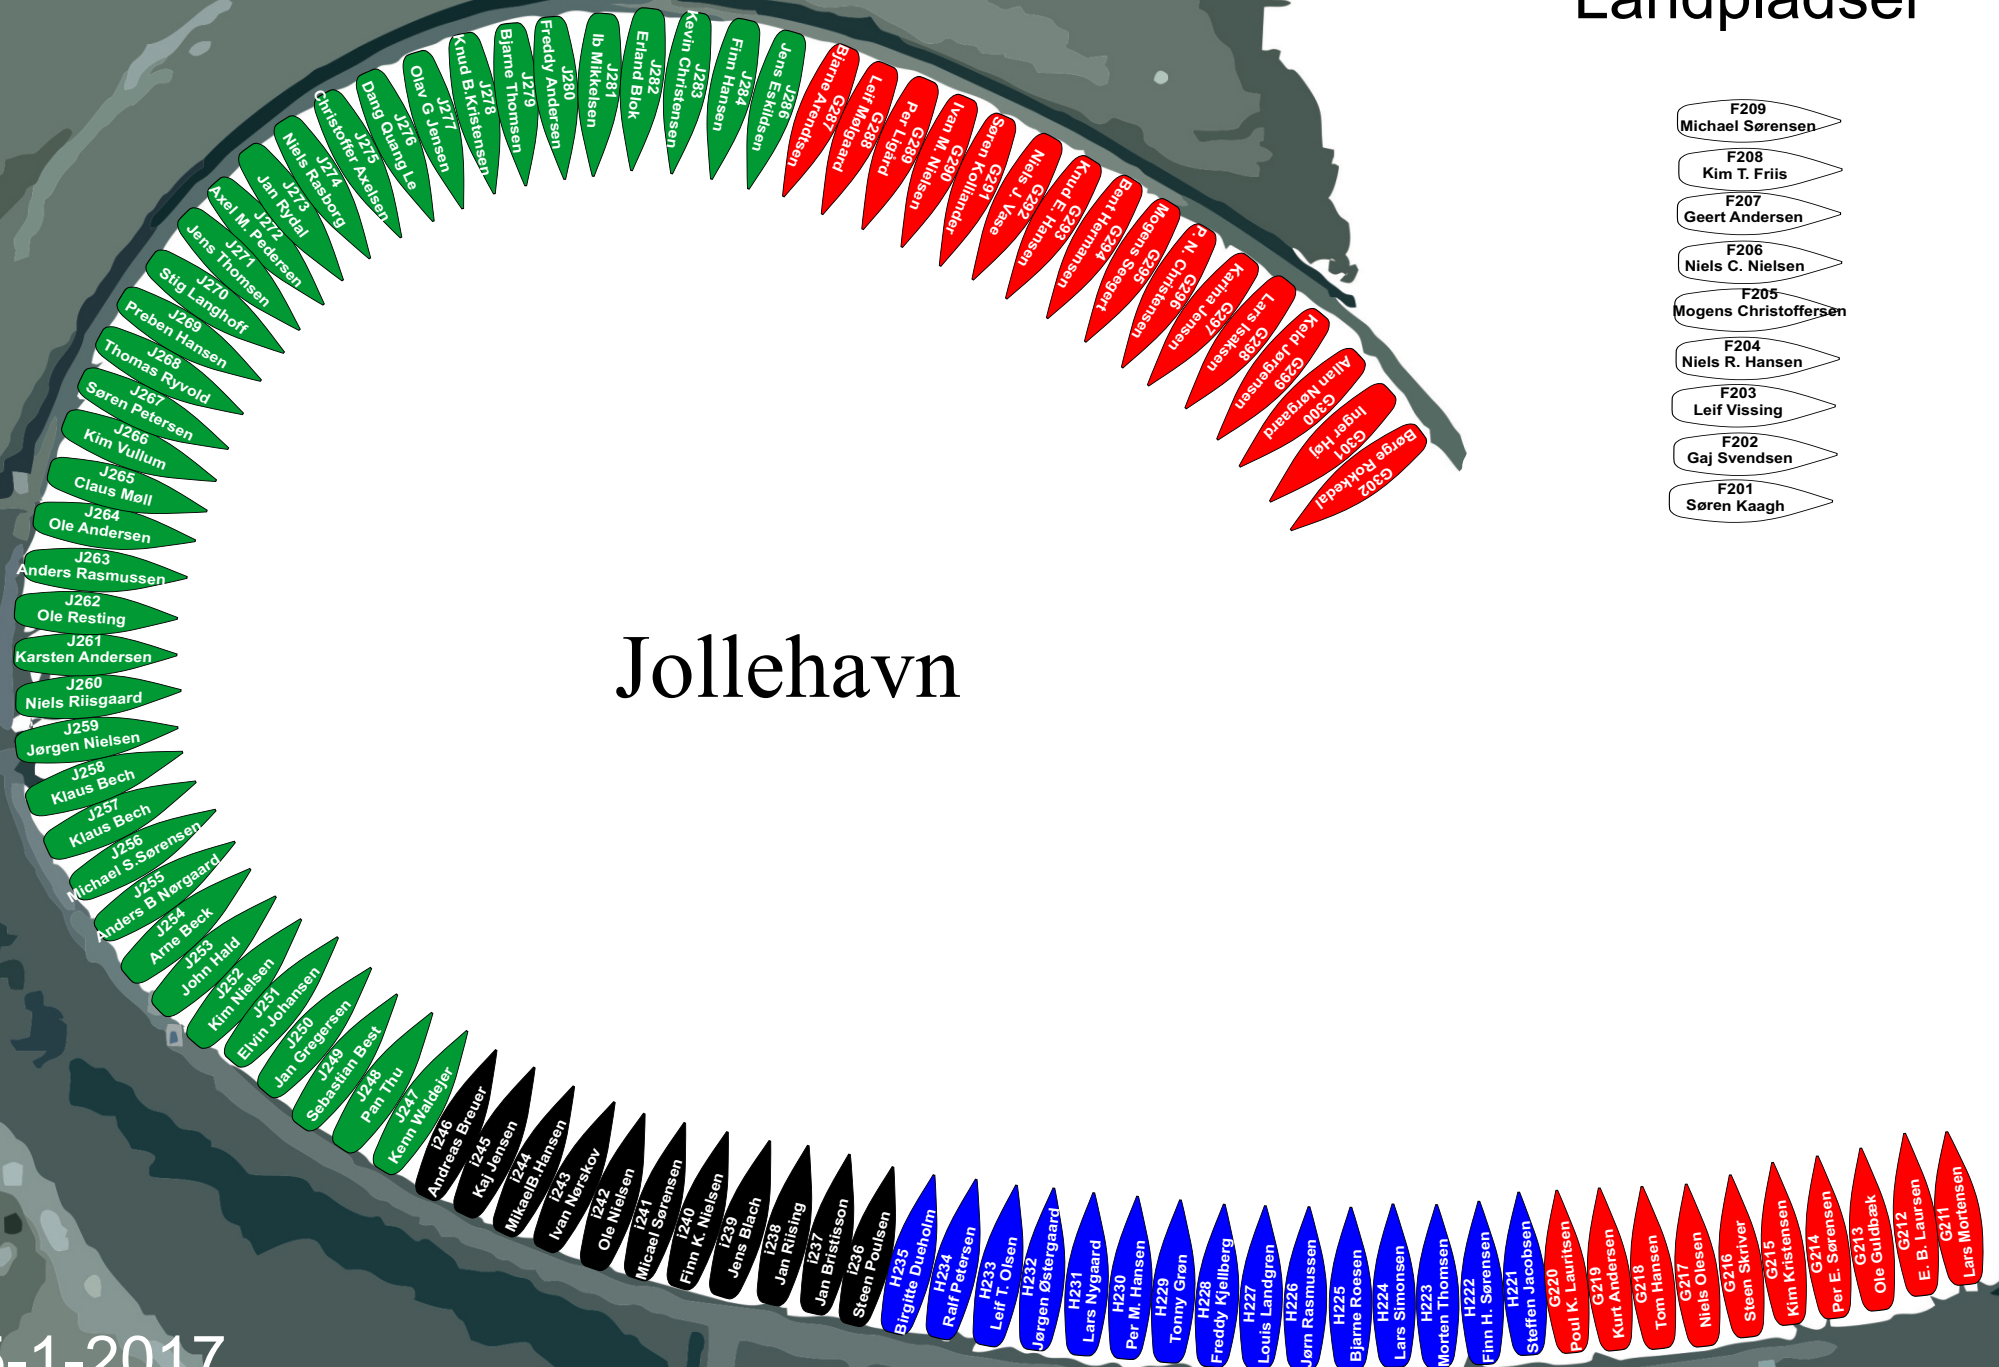 Landpladser
F209
Michael Sørensen
F208
Kim T. Friis
F207
Geert Andersen
F206
Niels C. Nielsen
F205
Mogens Christoffersen
F204
Niels R. Hansen
F203
Leif Vissing
F202
Gaj Svendsen
F201
Søren Kaagh
Jollehavn
G302
Børge Rokkedal
G301
Inger Høj
G300
Allan Nørgaard
G299
Keld Jørgensen
G298
Lars Isaksen
G297
Karina Jensen
G296
P. N. Christensen
G295
Mogens Seegert
G294
Bent Hermansen
G293
Knud E. Hansen
G292
Niels J. Vase
G291
Søren Kolliander
G290
Ivan M. Nielsen
G289
Per Ligård
G288
Leif Mølgaard
G287
Bjarne Arendtsen
J286
Jens Eskildsen
J284
Finn Hansen
J283
Kevin Christensen
J282
Erland Blok
J281
Ib Mikkelsen
J280
Freddy Andersen
J279
Bjarne Thomsen
J278
Knud B.Kristensen
J277
Olav G Jensen
J276
Dang Quang Le
J275
Christoffer Axelsen
J274
Niels Rasborg
J273
Jan Rydal
J272
Axel M. Pedersen
J271
Jens Thomsen
J270
Stig Langhoff
J269
Preben Hansen
J268
Thomas Ryvold
J267
Søren Petersen
J266
Kim Vullum
J265
Claus Møll
J264
Ole Andersen
J263
Anders Rasmussen
J262
Ole Resting
J261
Karsten Andersen
J260
Niels Riisgaard
J259
Jørgen Nielsen
J258
Klaus Bech
J257
Klaus Bech
J256
Michael S.Sørensen
J255
Anders B Nørgaard
J254
Arne Beck
J253
John Hald
J252
Kim Nielsen
J251
Elvin Johansen
J250
Jan Gregersen
J249
Sebastian Best
J248
Pan Thu
J247
Kenn Waldejer
i246
Andreas Breuer
i245
Kaj Jensen
i244
MikaelB.Hansen
i243
Ivan Nørskov
i242
Ole Nielsen
i241
Micael Sørensen
i240
Finn K. Nielsen
i239
Jens Blach
i238
Jan Riising
i237
Jan Bristisson
i236
Steen Poulsen
H235
Birgitte Dueholm
H234
Ralf Petersen
H233
Leif T. Olsen
H232
Jørgen Østergaard
H231
Lars Nygaard
H230
Per M. Hansen
H229
Tonny Grøn
H228
Freddy Kjellberg
H227
Louis Landgren
H226
Jørn Rasmussen
H225
Bjarne Roesen
H224
Lars Simonsen
H223
Morten Thomsen
H222
Finn H. Sørensen
H221
Steffen Jacobsen
G220
Poul K. Lauritsen
G219
Kurt Andersen
G218
Tom Hansen
G217
Niels Olesen
G216
Steen Skriver
G215
Kim Kristensen
G214
Per E. Sørensen
G213
Ole Guldbæk
G212
E. B. Laursen
G211
Lars Mortensen
5-1-2017